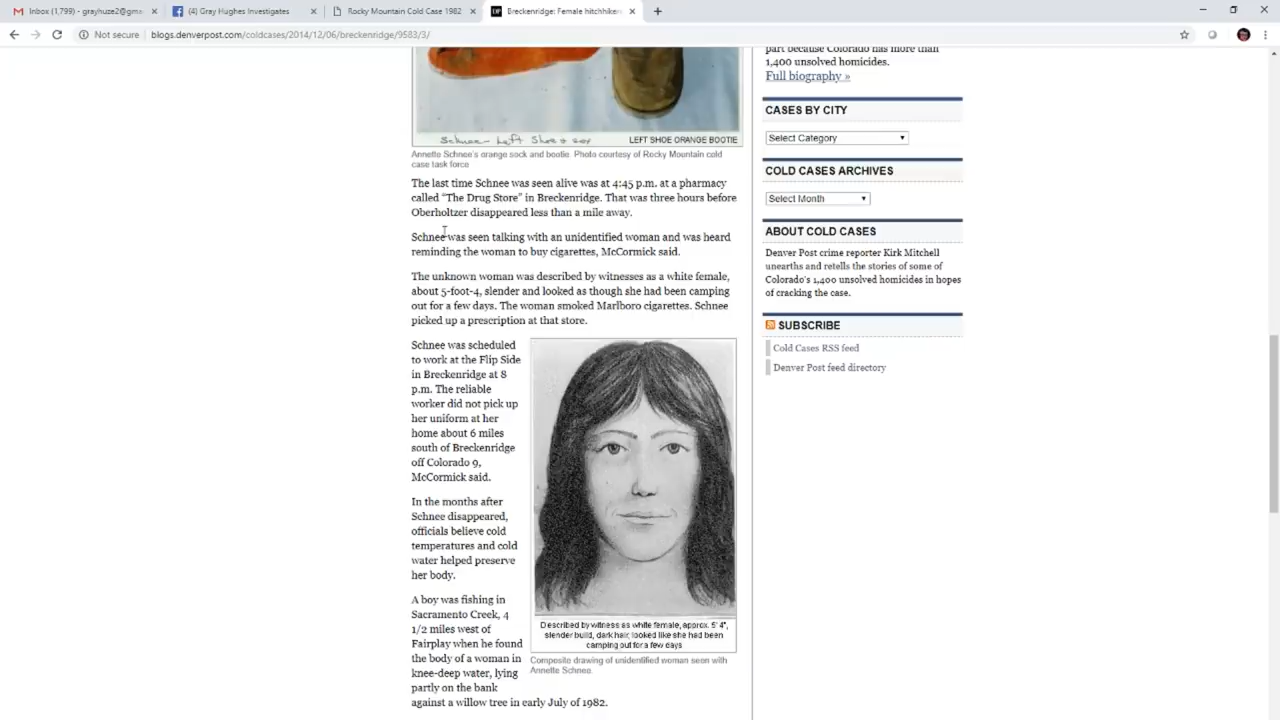 Inbox (1,799) - grayhuze2@gma
(4) Gray Hughes Investigates
Rocky Mountain Cold Case 1982
DP Breckenridge: Female hitchhiker
Not secure | blogs.denverpost.com/coldcases/2014/12/06/breckenridge/9583/3/
Schnee Left Shoe & sox
LEFT SHOE ORANGE BOOTIE
Annette Schnee's orange sock and bootie. Photo courtesy of Rocky Mountain cold
case task force
The last time Schnee was seen alive was at 4:45 p.m. at a pharmacy
called “The Drug Store” in Breckenridge. That was three hours before
Oberholtzer disappeared less than a mile away.
Schnee was seen talking with an unidentified woman and was heard
reminding the woman to buy cigarettes, McCormick said.
The unknown woman was described by witnesses as a white female,
about 5-foot-4, slender and looked as though she had been camping
out for a few days. The woman smoked Marlboro cigarettes. Schnee
picked up a prescription at that store.
Schnee was scheduled
to work at the Flip Side
in Breckenridge at 8
p.m. The reliable
worker did not pick up
her uniform at her
home about 6 miles
south of Breckenridge
off Colorado 9,
McCormick said.
In the months after
Schnee disappeared,
officials believe cold
temperatures and cold
water helped preserve
her body.
A boy was fishing in
Sacramento Creek, 4
1/2 miles west of
Fairplay when he found
the body of a woman in
knee-deep water, lying
partly on the bank
against a willow tree in early July of 1982.
Described by witness as white female, approx. 5' 4",
slender build, dark hair, looked like she had been
camping out for a few days
Composite drawing of unidentified woman seen with
Annette Schnee.
part because Colorado has more than
1,400 unsolved homicides.
Full biography »
CASES BY CITY
Select Category
COLD CASES ARCHIVES
Select Month
ABOUT COLD CASES
Denver Post crime reporter Kirk Mitchell
unearths and retells the stories of some of
Colorado's 1,400 unsolved homicides in hopes
of cracking the case.
SUBSCRIBE
Cold Cases RSS feed
Denver Post feed directory